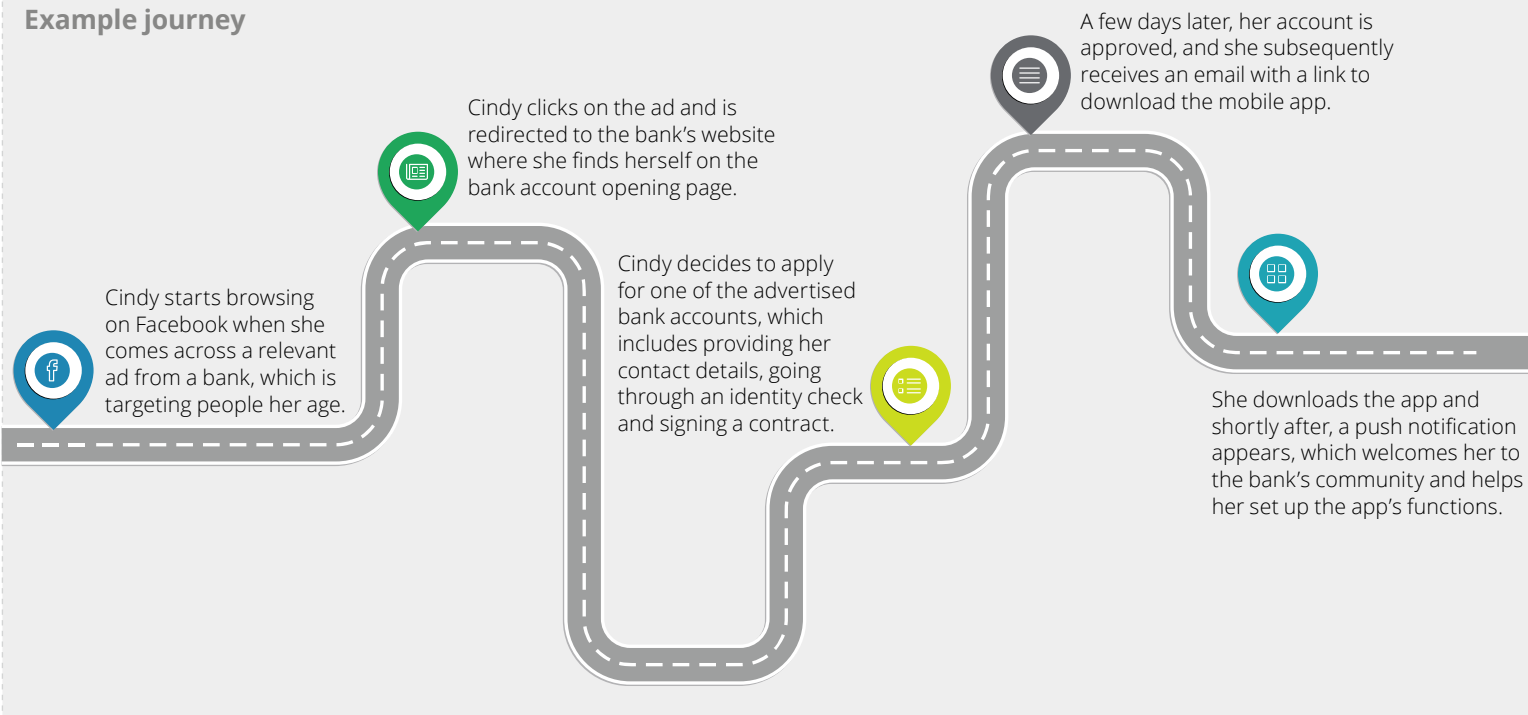 Example journey
Cindy starts browsing
on Facebook when she
comes across a relevant
ad from a bank, which is
targeting people her age.
Cindy clicks on the ad and is
redirected to the bank's website
where she finds herself on the
bank account opening page.
Cindy decides to apply
for one of the advertised
bank accounts, which
includes providing her
contact details, going
through an identity check
and signing a contract.
A few days later, her account is
approved, and she subsequently
receives an email with a link to
download the mobile app.
She downloads the app and
shortly after, a push notification
appears, which welcomes her to
the bank's community and helps
her set up the app's functions.